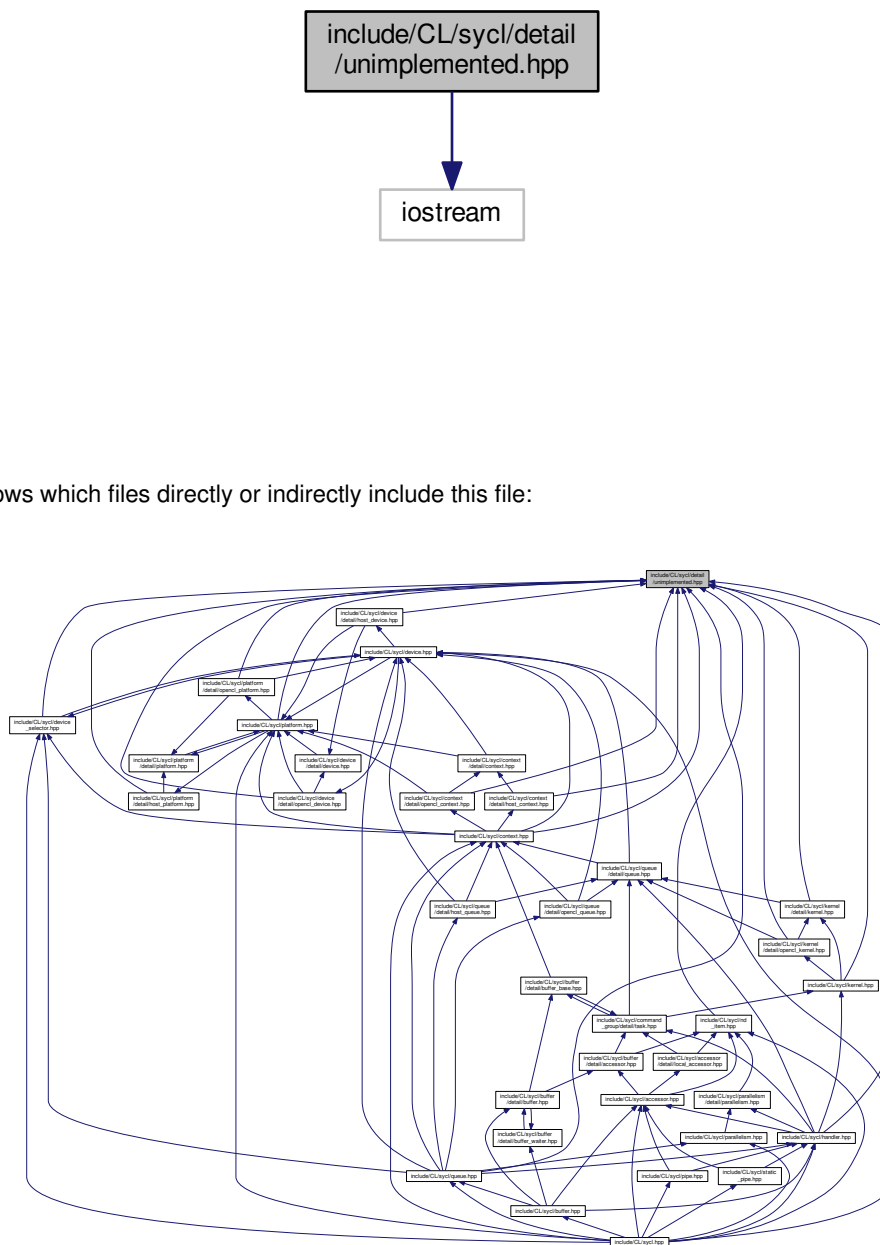 include/CL/sycl/detail
/unimplemented.hpp
iostream
ows which files directly or indirectly include this file:
include/CL/sycl/detail
/unimplemented.hpp
include/CL/sycl/device
/detail/host_device.hpp
include/CL/sycl/device.hpp
include/CL/sycl/platform
/detail/opencl_platform.hpp
include/CL/sycl/device
_selector.hpp
include/CL/sycl/platform.hpp
include/CL/sycl/platform
/detail/platform.hpp
include/CL/sycl/device
/detail/device.hpp
include/CL/sycl/context
/detail/context.hpp
include/CL/sycl/platform
/detail/host_platform.hpp
include/CL/sycl/device
/detail/opencl_device.hpp
include/CL/sycl/context
/detail/opencl_context.hpp
include/CL/sycl/context
/detail/host_context.hpp
include/CL/sycl/context.hpp
include/CL/sycl/queue
/detail/queue.hpp
include/CL/sycl/queue
/detail/host_queue.hpp
include/CL/sycl/queue
/detail/opencl_queue.hpp
include/CL/sycl/kernel
/detail/kernel.hpp
include/CL/sycl/kernel
/detail/opencl_kernel.hpp
include/CL/sycl/buffer
/detail/buffer_base.hpp
include/CL/sycl/kernel.hpp
include/CL/sycl/command
_group/detail/task.hpp
include/CL/sycl/nd
_item.hpp
include/CL/sycl/buffer
/detail/accessor.hpp
include/CL/sycl/accessor
/detail/local_accessor.hpp
include/CL/sycl/buffer
/detail/buffer.hpp
include/CL/sycl/accessor.hpp
include/CL/sycl/parallelism
/detail/parallelism.hpp
include/CL/sycl/buffer
/detail/buffer_waiter.hpp
include/CL/sycl/parallelism.hpp
include/CL/sycl/handler.hpp
include/CL/sycl/queue.hpp
include/CL/sycl/pipe.hpp
include/CL/sycl/static
_pipe.hpp
include/CL/sycl/buffer.hpp
include/CL/sycl.hpp